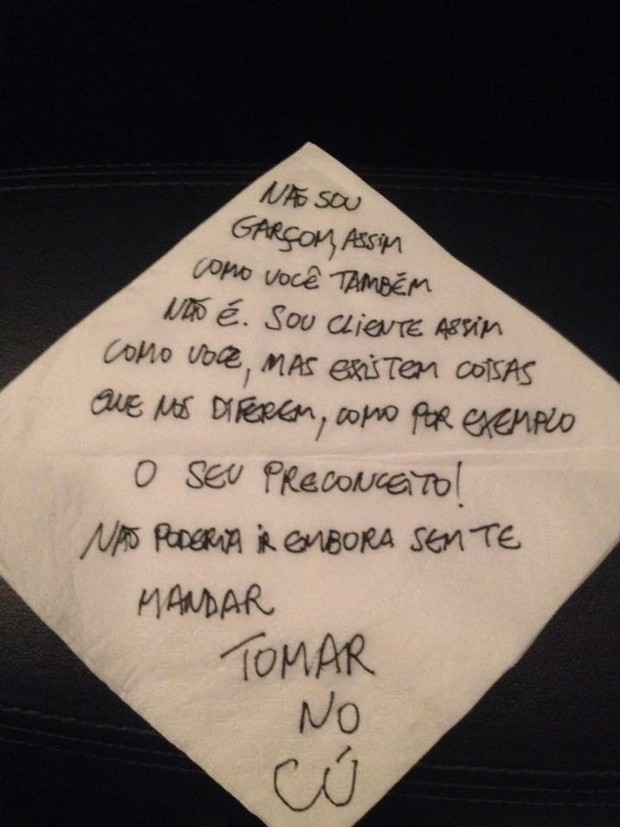 NÃO SOU
GARÇOM, ASSIM
COMO VOCÊ TAMBÉM
NÃO É. SOU CLIENTE ASSIM
COMO VOCE, MAS EXISTEM COISAS
QUE NOS DIFEREM, COMO POR EXEMPLO
O SEU PRECONCEITO!
NÃO PODERIA IR EMBORA SEM TE
MANDAR
TOMAR
NO
CÚ